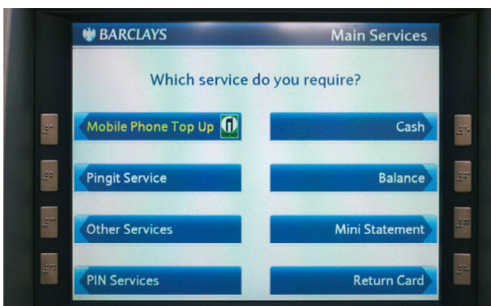 BARCLAYS Main Services
Which service do you require?
Mobile Phone Top Up Cash
Pingit Service Balance
Other Services Mini Statement
PIN Services Return Card